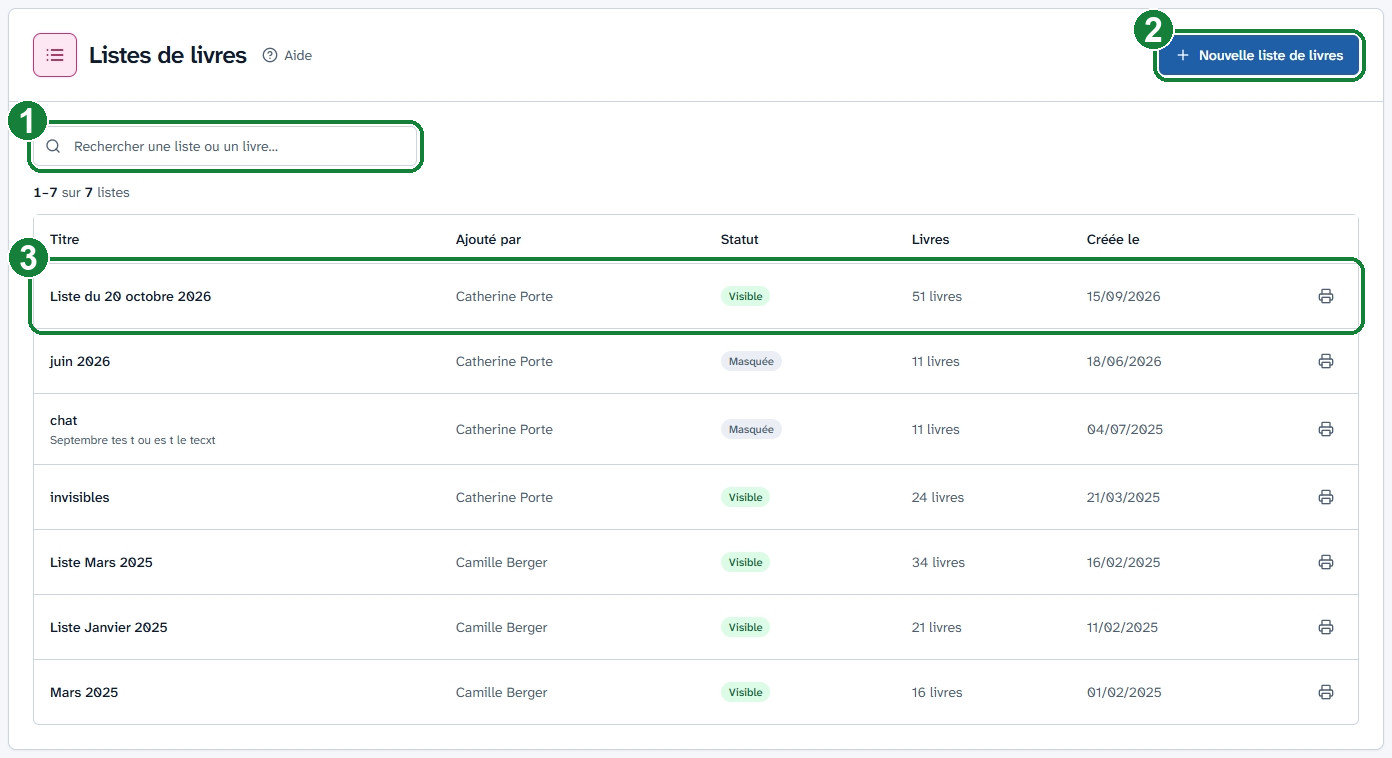 Listes de livres Aide
2
+ Nouvelle liste de livres
1
Rechercher une liste ou un livre...
1–7 sur 7 listes
Titre Ajouté par Statut Livres Créée le
3
Liste du 20 octobre 2026 Catherine Porte Visible 51 livres 15/09/2026
juin 2026 Catherine Porte Masquée 11 livres 18/06/2026
chat
Septembre tes t ou es t le tecxt Catherine Porte Masquée 11 livres 04/07/2025
invisibles Catherine Porte Visible 24 livres 21/03/2025
Liste Mars 2025 Camille Berger Visible 34 livres 16/02/2025
Liste Janvier 2025 Camille Berger Visible 21 livres 11/02/2025
Mars 2025 Camille Berger Visible 16 livres 01/02/2025